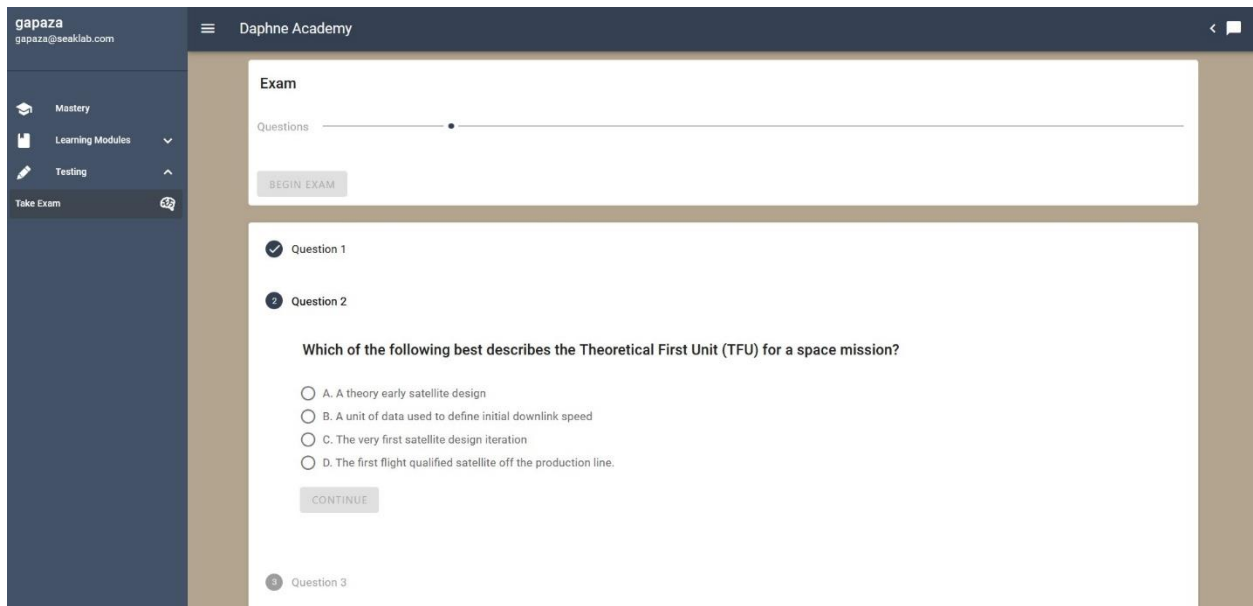 gapaza
gapaza@seaklab.com
Mastery
Learning Modules
Testing
Take Exam
Daphne Academy
Exam
Questions
BEGIN EXAM
Question 1
2 Question 2
Which of the following best describes the Theoretical First Unit (TFU) for a space mission?
A. A theory early satellite design
B. A unit of data used to define initial downlink speed
C. The very first satellite design iteration
D. The first flight qualified satellite off the production line.
CONTINUE
3 Question 3